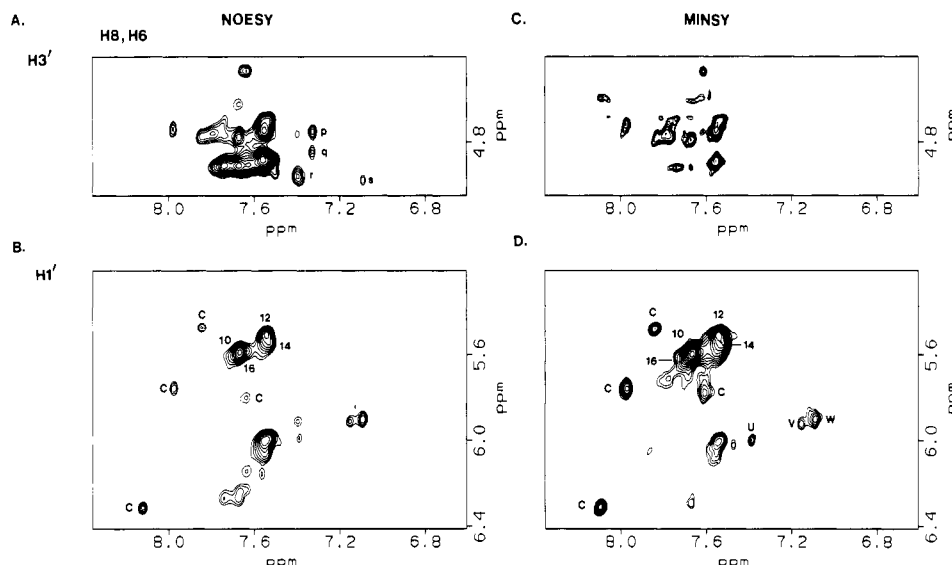 A.
NOESY
H8, H6
H3'
p
q
r
s
4.8
ppm
8.0 7.6 7.2 6.8
ppm
C.
MINSY
4.8
ppm
8.0 7.6 7.2 6.8
ppm
B.
H1'
C
12
10
14
16
C
C
C
5.6
6.0
6.4
ppm
8.0 7.6 7.2 6.8
ppm
D.
C
12
10
14
16
C
C
U
V
W
C
5.6
6.0
6.4
ppm
8.0 7.6 7.2 6.8
ppm